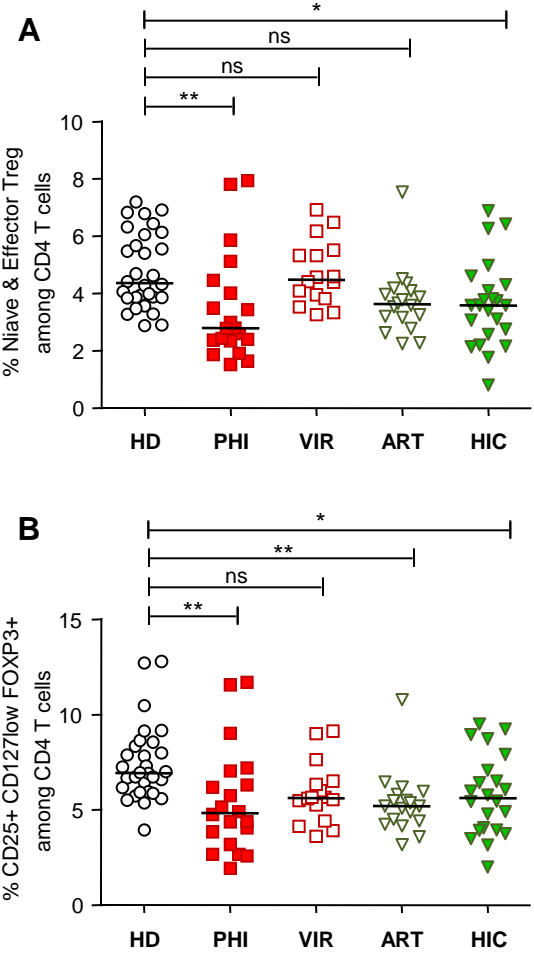 A
*
ns
ns
**
% Niave & Effector Treg
among CD4 T cells
10
8
6
4
2
0
HD PHI VIR ART HIC
B
*
**
ns
**
% CD25+ CD127low FOXP3+
among CD4 T cells
15
10
5
0
HD PHI VIR ART HIC